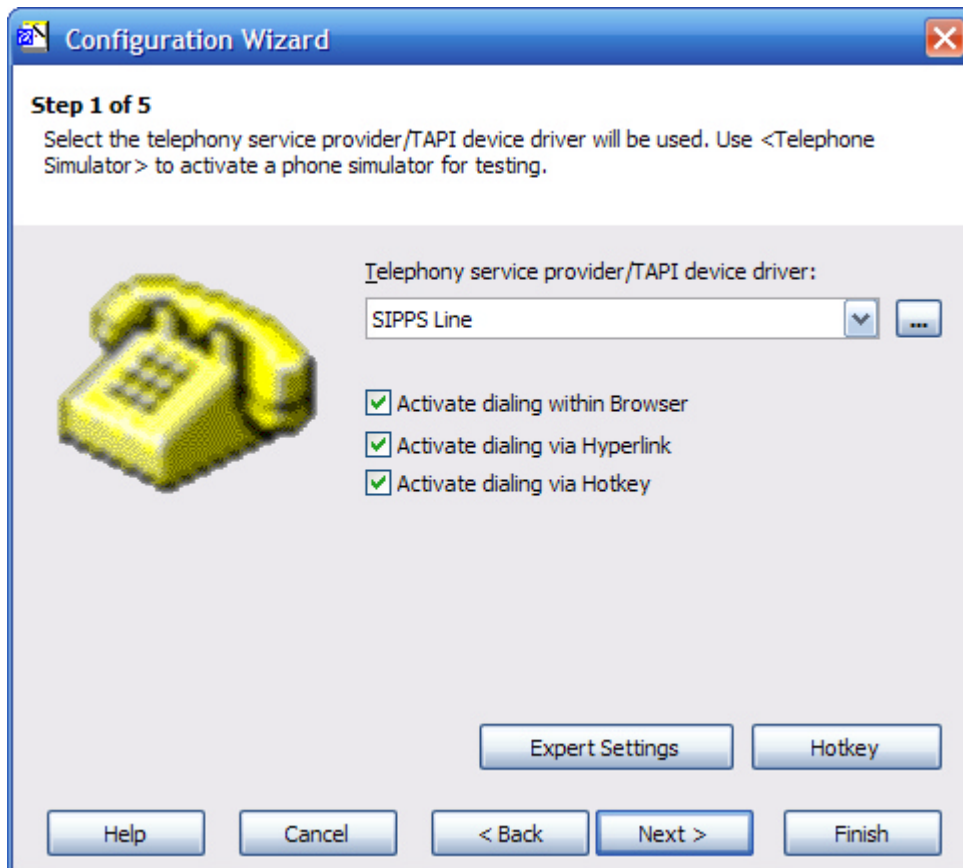 Configuration Wizard
Step 1 of 5
Select the telephony service provider/TAPI device driver will be used. Use <Telephone
Simulator> to activate a phone simulator for testing.
Telephony service provider/TAPI device driver:
SIPPS Line
...
Activate dialing within Browser
Activate dialing via Hyperlink
Activate dialing via Hotkey
Expert Settings
Hotkey
Help
Cancel
< Back
Next >
Finish